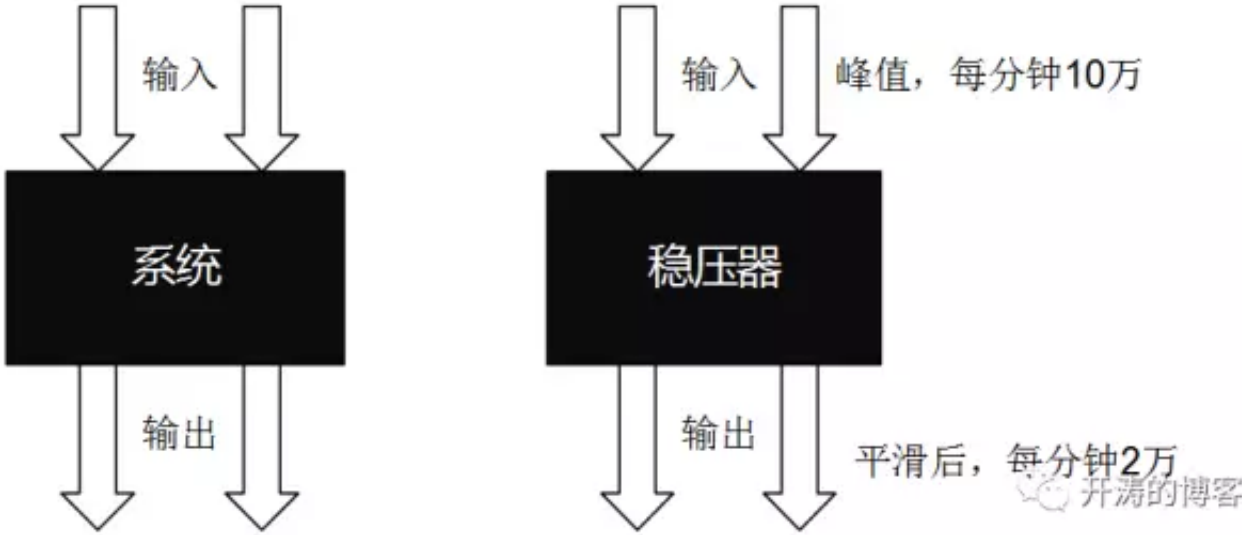 输入
系统
输出
输入
峰值，每分钟10万
稳压器
输出
平滑后，每分钟2万
开涛的博客